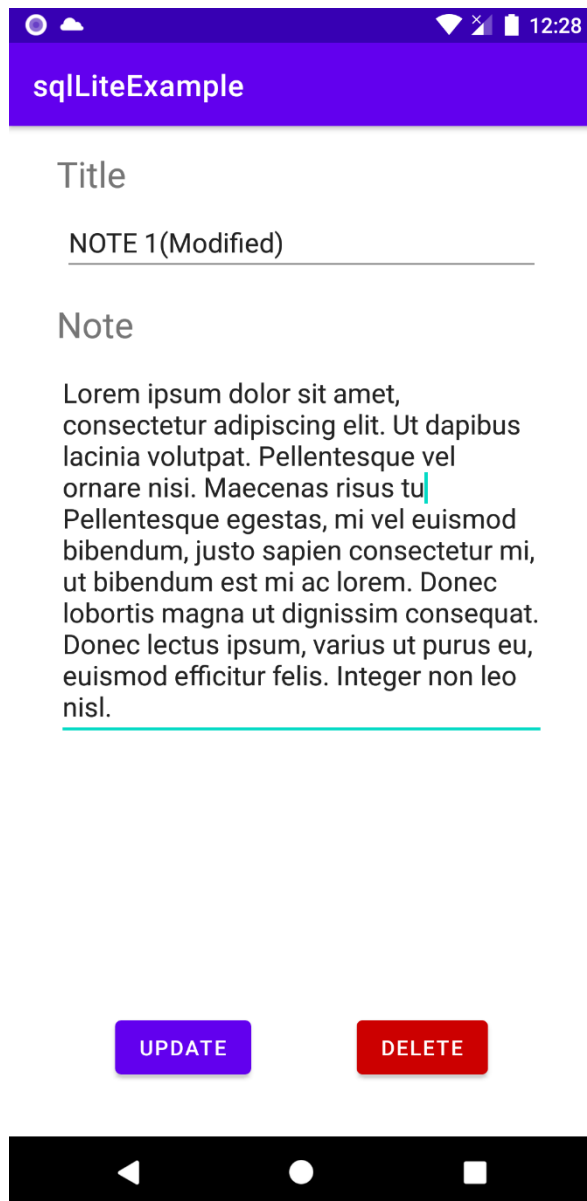 12:28
sqlLiteExample
Title
NOTE 1(Modified)
Note
Lorem ipsum dolor sit amet,
consectetur adipiscing elit. Ut dapibus
lacinia volutpat. Pellentesque vel
ornare nisi. Maecenas risus tu
Pellentesque egestas, mi vel euismod
bibendum, justo sapien consectetur mi,
ut bibendum est mi ac lorem. Donec
lobortis magna ut dignissim consequat.
Donec lectus ipsum, varius ut purus eu,
euismod efficitur felis. Integer non leo
nisl.
UPDATE
DELETE